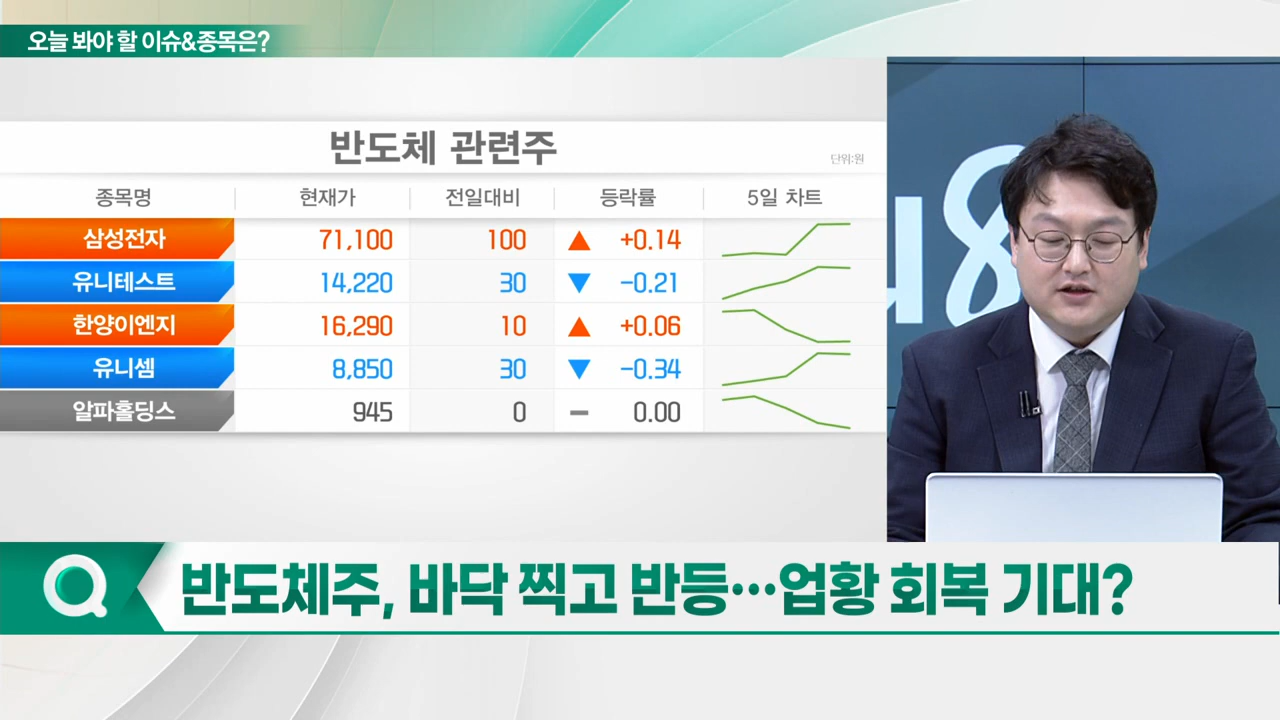 오늘 봐야 할 이슈&종목은?
반도체 관련주
단위:원
종목명 현재가 전일대비 등락률 5일 차트
삼성전자 71,100 100 ▲ +0.14
유니테스트 14,220 30 ▼ -0.21
한양이엔지 16,290 10 ▲ +0.06
유니셈 8,850 30 ▼ -0.34
알파홀딩스 945 0 - 0.00
반도체주, 바닥 찍고 반등…업황 회복 기대?